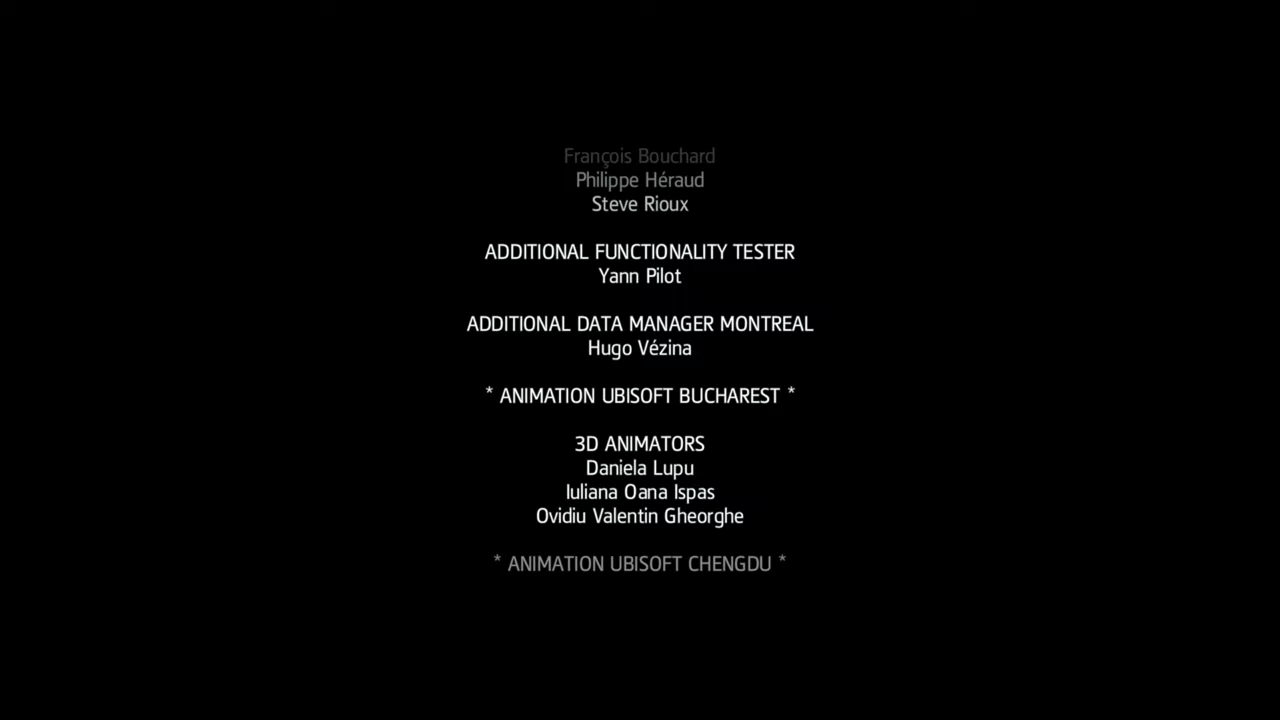 François Bouchard
Philippe Héraud
Steve Rioux
ADDITIONAL FUNCTIONALITY TESTER
Yann Pilot
ADDITIONAL DATA MANAGER MONTREAL
Hugo Vézina
* ANIMATION UBISOFT BUCHAREST *
3D ANIMATORS
Daniela Lupu
Iuliana Oana Ispas
Ovidiu Valentin Gheorghe
* ANIMATION UBISOFT CHENGDU *